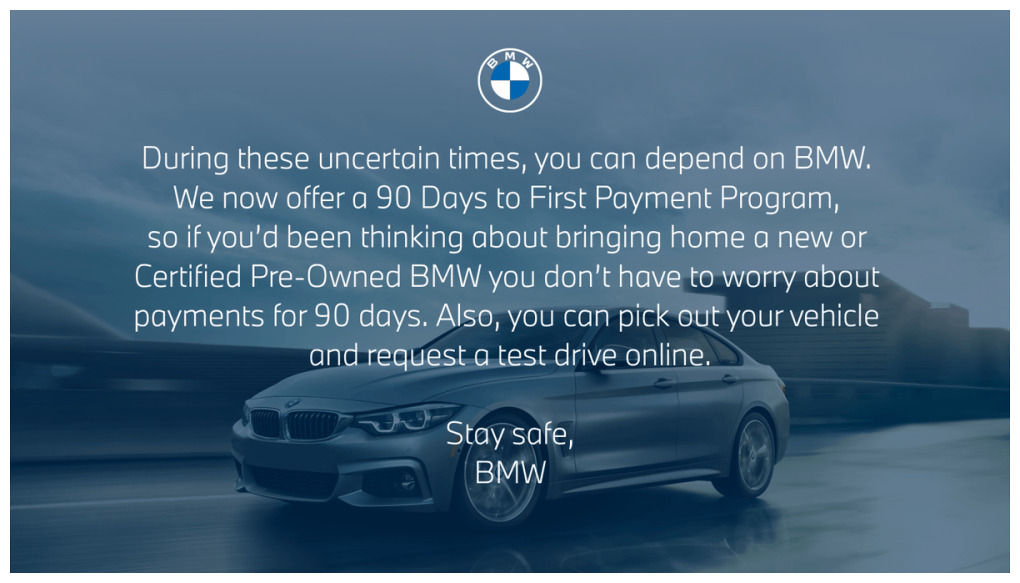 BMW
During these uncertain times, you can depend on BMW.
We now offer a 90 Days to First Payment Program,
so if you'd been thinking about bringing home a new or
Certified Pre-Owned BMW you don't have to worry about
payments for 90 days. Also, you can pick out your vehicle
and request a test drive online.
Stay safe,
BMW